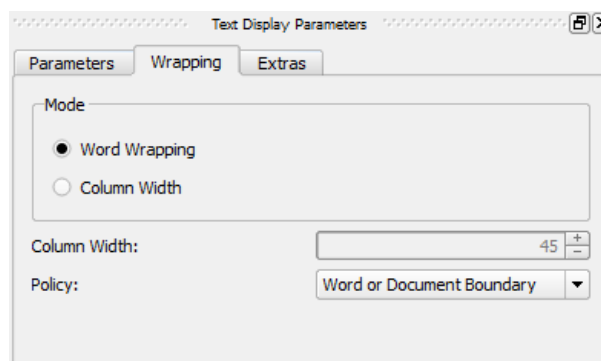 Text Display Parameters
Parameters Wrapping Extras
Mode
Word Wrapping
Column Width
Column Width: 45
Policy: Word or Document Boundary